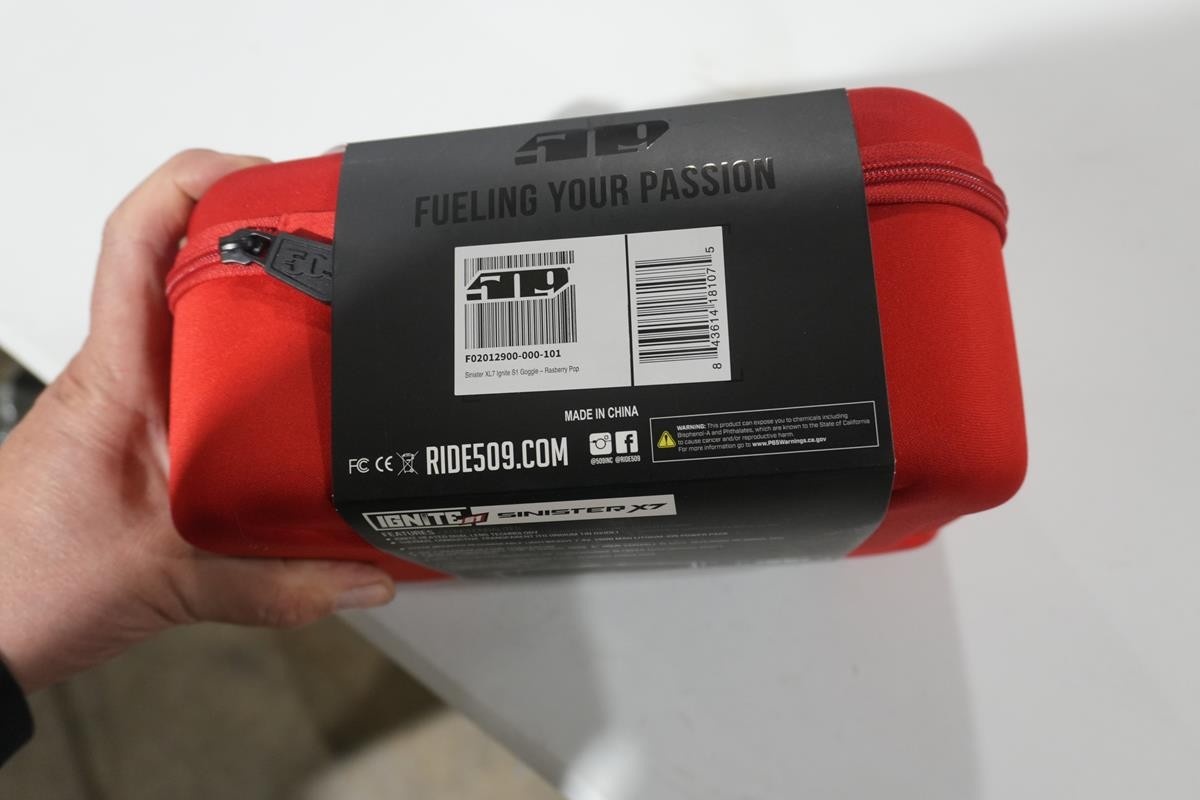 509
FUELING YOUR PASSION
509
F02012900-000-101
Sinister XL7 Ignite S1 Goggle – Rasberry Pop
8 43614 18107 5
MADE IN CHINA
FC CE RIDE509.COM
@509INC @RIDE509
WARNING: This product can expose you to chemicals including
Bisphenol-A and Phthalates, which are known to the State of California
to cause cancer and/or reproductive harm.
For more information go to www.P65Warnings.ca.gov
IGNITE S1 SINISTER X7
FEATURES